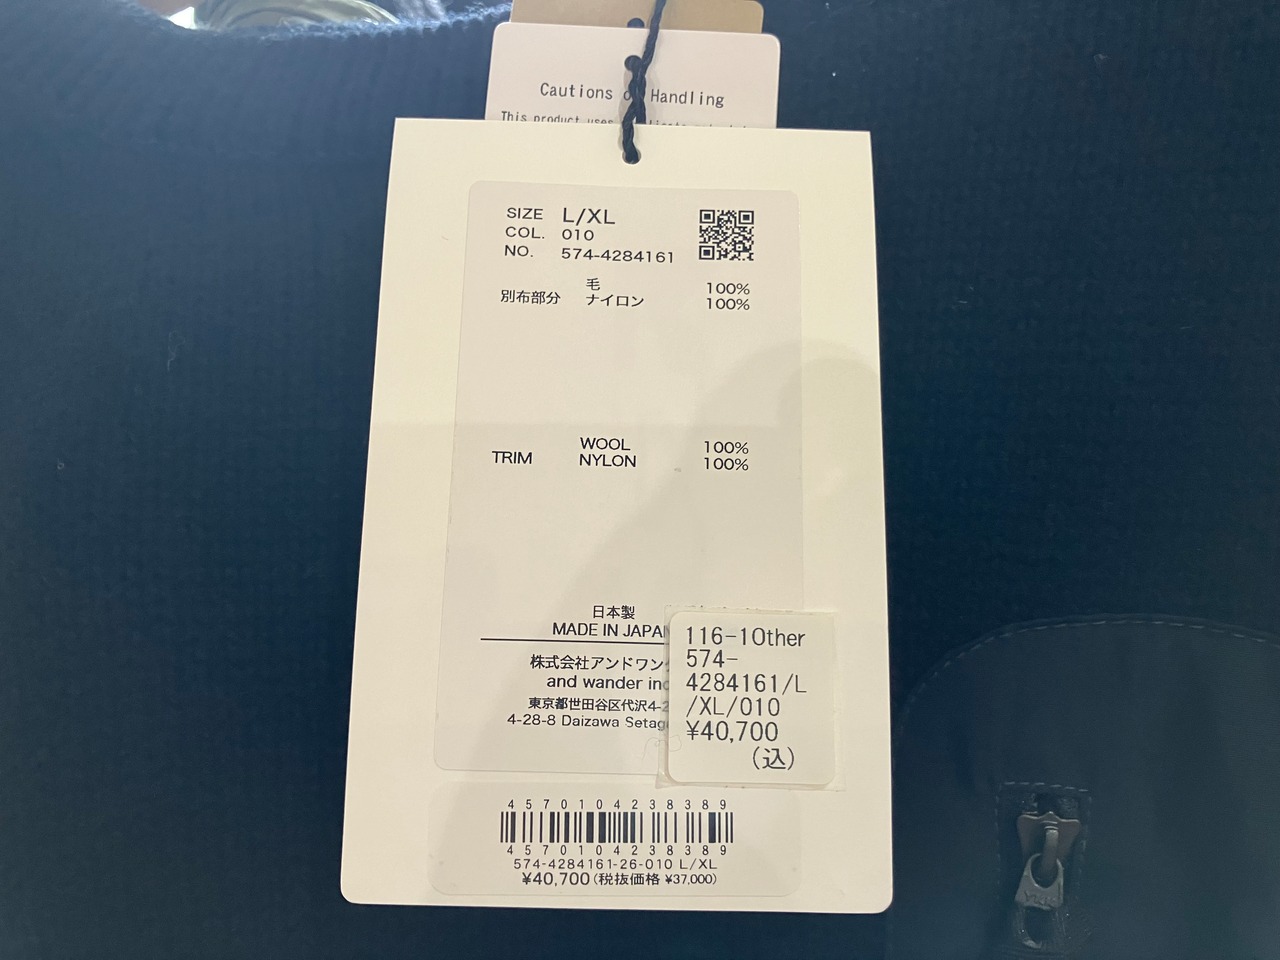 Cautions on Handling
This product uses
SIZE L/XL
COL. 010
NO. 574-4284161
毛 100%
別布部分 ナイロン 100%
WOOL 100%
TRIM NYLON 100%
日本製
MADE IN JAPAN
株式会社アンドワン
and wander inc
東京都世田谷区代沢4-2
4-28-8 Daizawa Setag
116-1Other
574-
4284161/L
/XL/010
¥40,700
(込)
4570104238389
4570104238389
574-4284161-26-010 L/XL
¥40,700(税抜価格 ¥37,000)